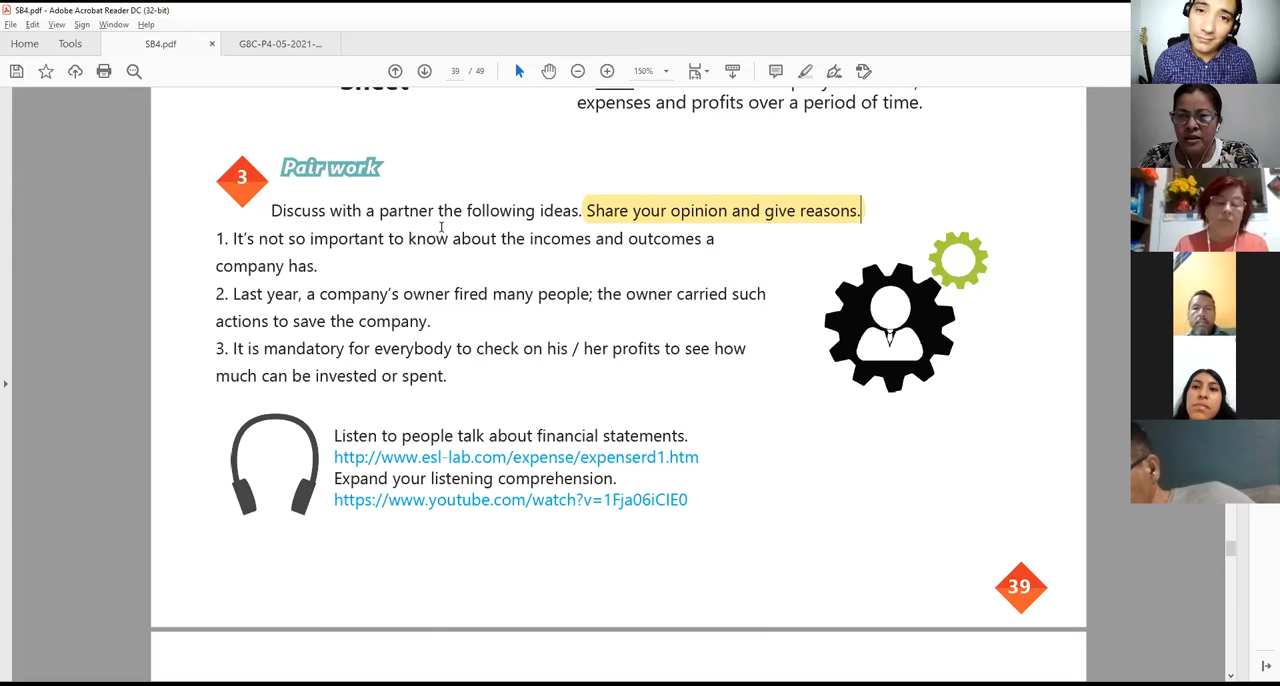 SB4.pdf - Adobe Acrobat Reader DC (32-bit)
File Edit View Sign Window Help
Home Tools SB4.pdf × G8C-P4-05-2021-...
39 / 49 150%
expenses and profits over a period of time.
3 Pair work
Discuss with a partner the following ideas. Share your opinion and give reasons.
1. It's not so important to know about the incomes and outcomes a
company has.
2. Last year, a company's owner fired many people; the owner carried such
actions to save the company.
3. It is mandatory for everybody to check on his / her profits to see how
much can be invested or spent.
Listen to people talk about financial statements.
http://www.esl-lab.com/expense/expenserd1.htm
Expand your listening comprehension.
https://www.youtube.com/watch?v=1Fja06iCIE0
39